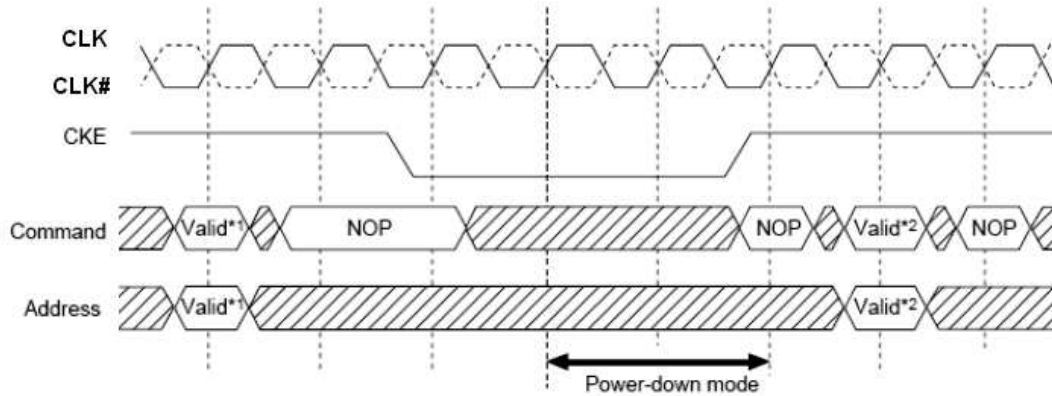 CLK
CLK#
CKE
Command Valid*1 NOP NOP Valid*2 NOP
Address Valid*1 Valid*2
Power-down mode